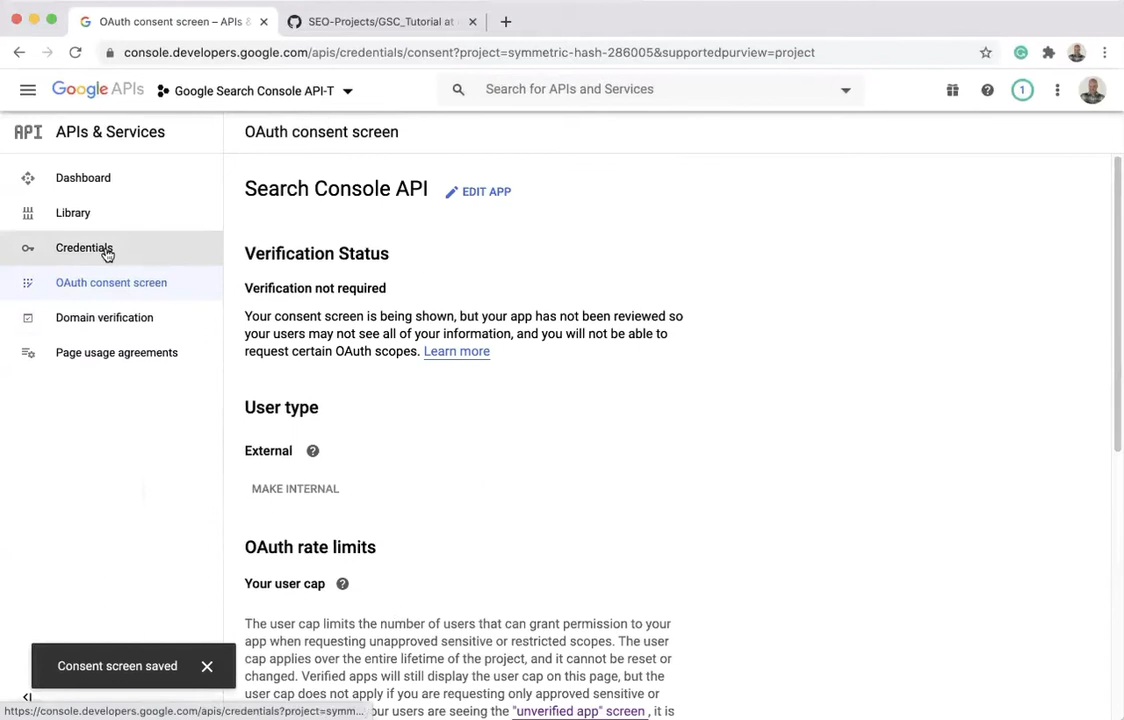 OAuth consent screen – APIs &
SEO-Projects/GSC_Tutorial at
console.developers.google.com/apis/credentials/consent?project=symmetric-hash-286005&supportedpurview=project
Google APIs
Google Search Console API-T
Search for APIs and Services
1
API APIs & Services
OAuth consent screen
Dashboard
Library
Credentials
OAuth consent screen
Domain verification
Page usage agreements
Search Console API
EDIT APP
Verification Status
Verification not required
Your consent screen is being shown, but your app has not been reviewed so
your users may not see all of your information, and you will not be able to
request certain OAuth scopes. Learn more
User type
External
MAKE INTERNAL
OAuth rate limits
Your user cap
The user cap limits the number of users that can grant permission to your
app when requesting unapproved sensitive or restricted scopes. The user
cap applies over the entire lifetime of the project, and it cannot be reset or
changed. Verified apps will still display the user cap on this page, but the
user cap does not apply if you are requesting only approved sensitive or
our users are seeing the "unverified app" screen , it is
Consent screen saved
https://console.developers.google.com/apis/credentials?project=symm...